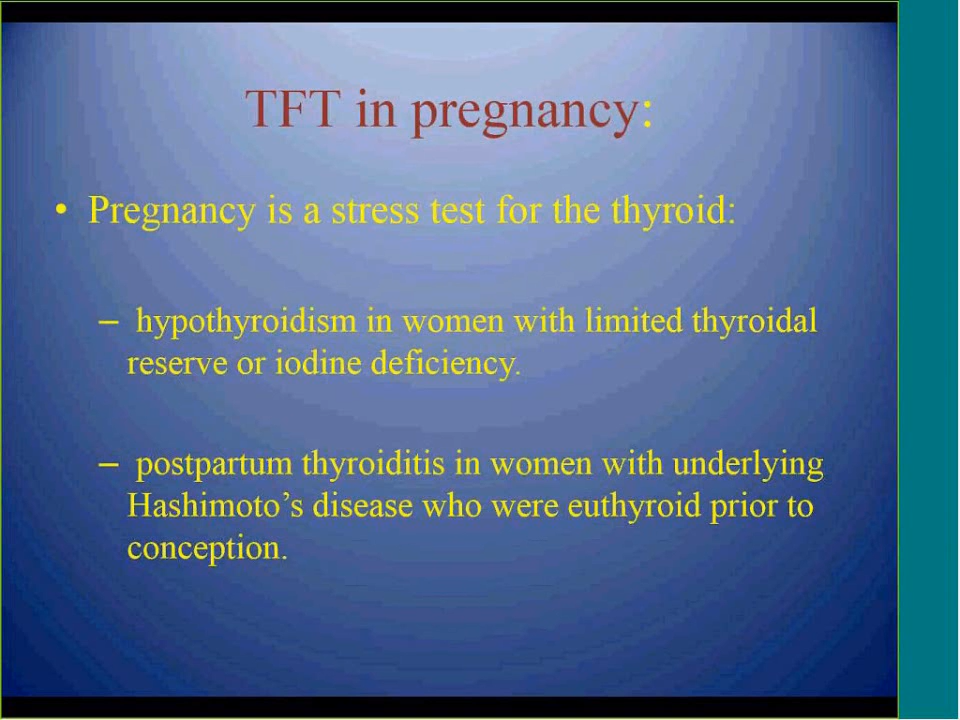 TFT in pregnancy:
• Pregnancy is a stress test for the thyroid:
– hypothyroidism in women with limited thyroidal
reserve or iodine deficiency.
– postpartum thyroiditis in women with underlying
Hashimoto’s disease who were euthyroid prior to
conception.